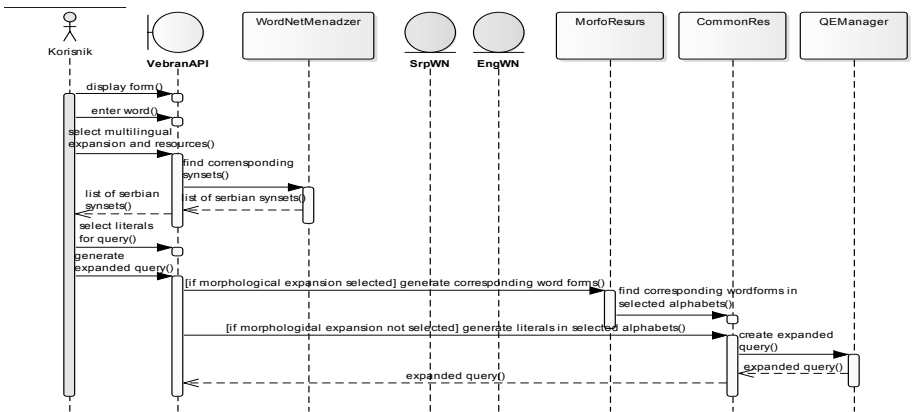 WordNetMenadzer
MorfoResurs
CommonRes
QEManager
Korisnik
VebranAPI
SrpWN
EngWN
display form()
enter word()
select multilingual
expansion and resources()
find corrensponding
synsets()
list of serbian synsets()
list of serbian
synsets()
select literals
for query()
generate
expanded query()
[if morphological expansion selected] generate corresponding word forms()
find corresponding wordforms in
selected alphabets()
[if morphological expansion not selected] generate literals in selected alphabets()
create expanded
query()
expanded query()
expanded query()